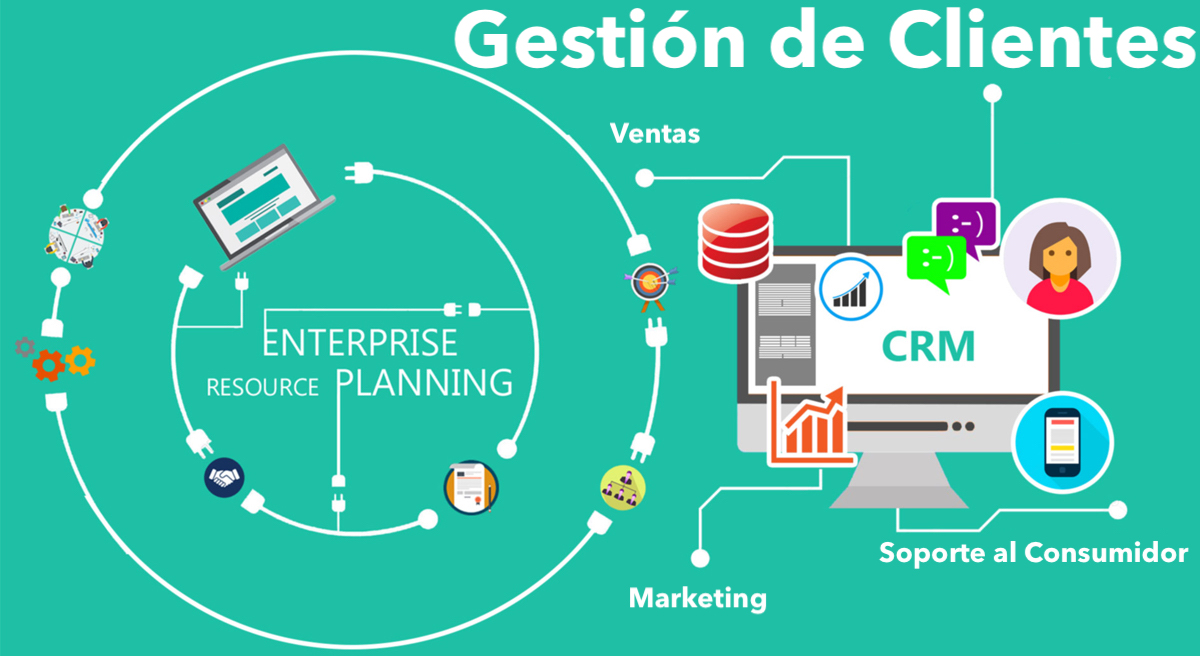 Gestión de Clientes
Ventas
ENTERPRISE
RESOURCE PLANNING
:-)
:-)
CRM
Soporte al Consumidor
Marketing